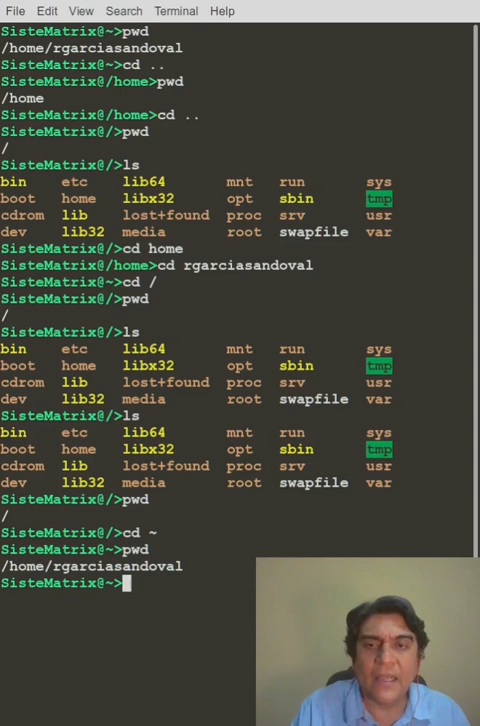 File Edit View Search Terminal Help
SisteMatrix@~>pwd
/home/rgarciasandoval
SisteMatrix@~>cd ..
SisteMatrix@/home>pwd
/home
SisteMatrix@/home>cd ..
SisteMatrix@/>pwd
/
SisteMatrix@/>ls
bin etc lib64 mnt run sys
boot home libx32 opt sbin tmp
cdrom lib lost+found proc srv usr
dev lib32 media root swapfile var
SisteMatrix@/>cd home
SisteMatrix@/home>cd rgarciasandoval
SisteMatrix@~>cd /
SisteMatrix@/>pwd
/
SisteMatrix@/>ls
bin etc lib64 mnt run sys
boot home libx32 opt sbin tmp
cdrom lib lost+found proc srv usr
dev lib32 media root swapfile var
SisteMatrix@/>ls
bin etc lib64 mnt run sys
boot home libx32 opt sbin tmp
cdrom lib lost+found proc srv usr
dev lib32 media root swapfile var
SisteMatrix@/>pwd
/
SisteMatrix@/>cd ~
SisteMatrix@~>pwd
/home/rgarciasandoval
SisteMatrix@~>